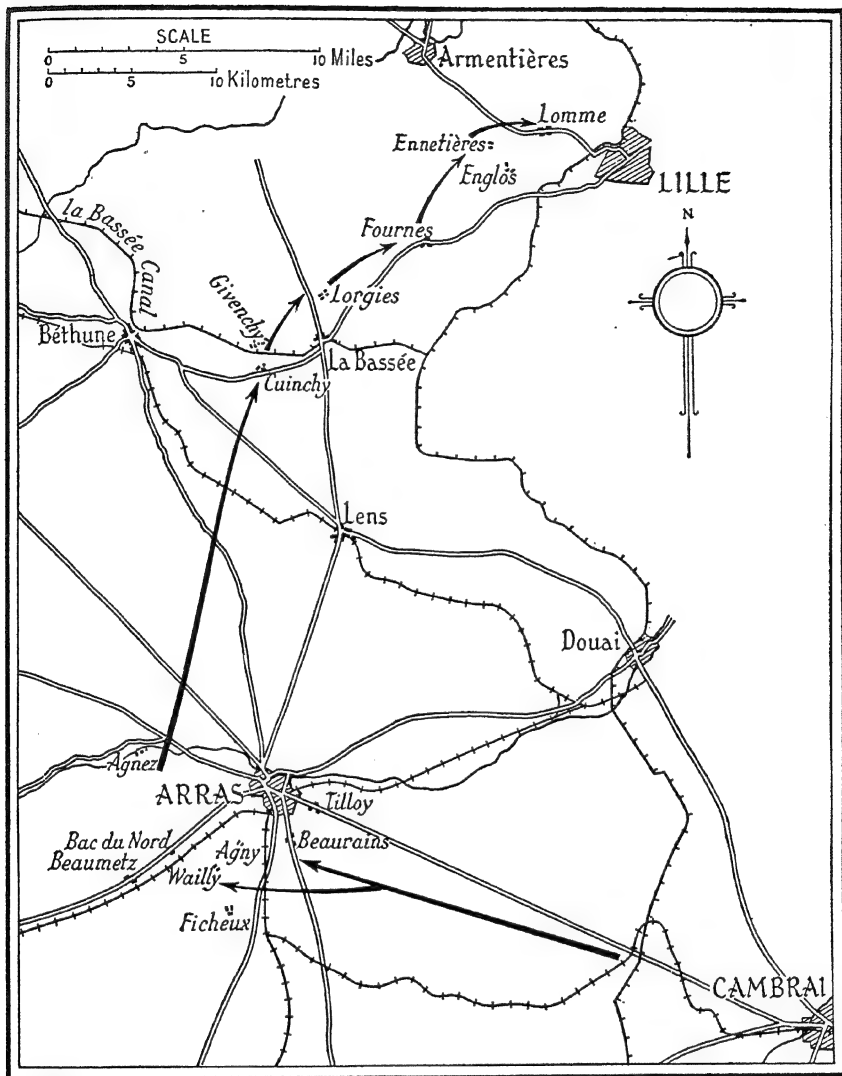 SCALE
0 5 10 Miles
0 5 10 Kilometres
Armentières
Lomme
Ennetières
Englos
LILLE
N
la Bassée Canal
Fournes
Givenchy
Lorgies
Béthune
la Bassée
Cuinchy
Lens
Douai
Agnez
ARRAS
Tilloy
Bac du Nord
Beaumetz
Agny
Beaurains
Wailly
Ficheux
CAMBRAI